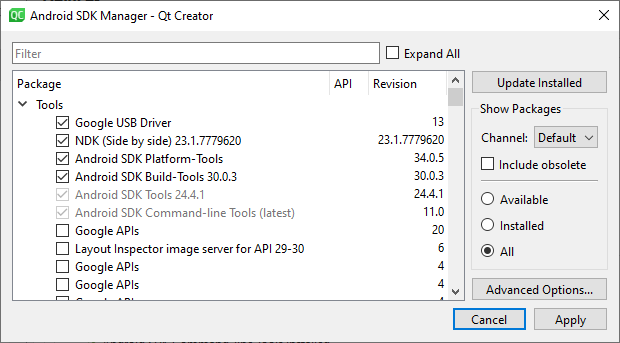 QC Android SDK Manager - Qt Creator
Filter
Expand All
Package API Revision
Tools
Google USB Driver 13
NDK (Side by side) 23.1.7779620 23.1.7779620
Android SDK Platform-Tools 34.0.5
Android SDK Build-Tools 30.0.3 30.0.3
Android SDK Tools 24.4.1 24.4.1
Android SDK Command-line Tools (latest) 11.0
Google APIs 20
Layout Inspector image server for API 29-30 6
Google APIs 4
Google APIs 4
Google APIs 4
Update Installed
Show Packages
Channel: Default
Include obsolete
Available
Installed
All
Advanced Options...
Cancel
Apply